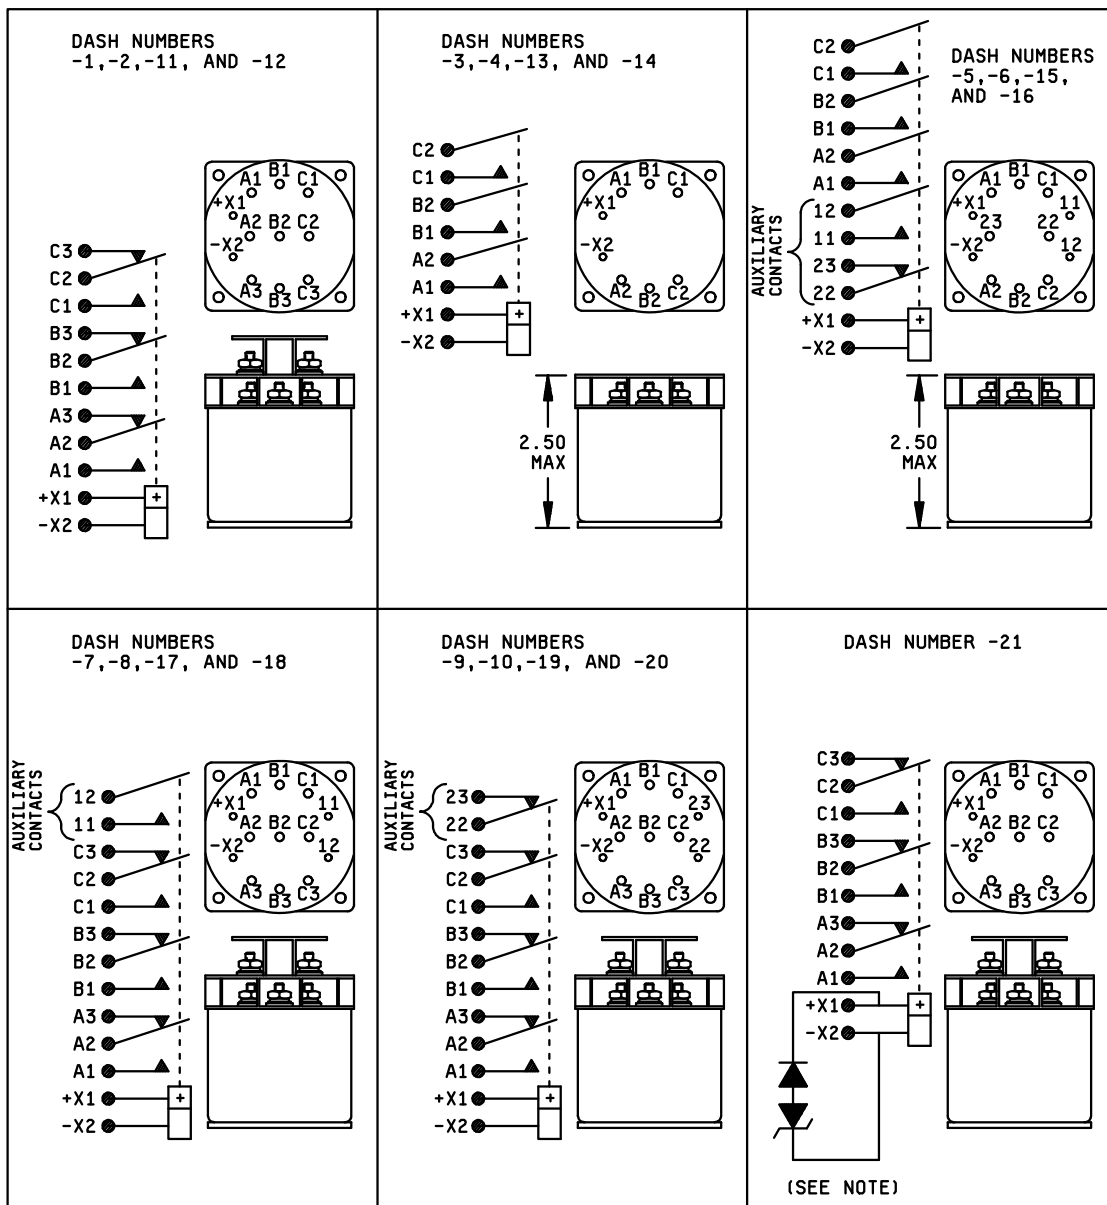 DASH NUMBERS
-1,-2,-11, AND -12
C3
C2
C1
B3
B2
B1
A3
A2
A1
+X1
-X2
+
A1 B1 C1
+X1
A2 B2 C2
-X2
A3 B3 C3
DASH NUMBERS
-3,-4,-13, AND -14
C2
C1
B2
B1
A2
A1
+X1
-X2
+
A1 B1 C1
+X1
-X2
A2 B2 C2
2.50
MAX
DASH NUMBERS
-5,-6,-15,
AND -16
C2
C1
B2
B1
A2
A1
12
11
23
22
+X1
-X2
+
AUXILIARY
CONTACTS
A1 B1 C1
+X1 11
23 22
-X2 12
A2 B2 C2
2.50
MAX
DASH NUMBERS
-7,-8,-17, AND -18
AUXILIARY
CONTACTS
12
11
C3
C2
C1
B3
B2
B1
A3
A2
A1
+X1
-X2
+
A1 B1 C1
+X1 11
A2 B2 C2
-X2 12
A3 B3 C3
DASH NUMBERS
-9,-10,-19, AND -20
AUXILIARY
CONTACTS
23
22
C3
C2
C1
B3
B2
B1
A3
A2
A1
+X1
-X2
+
A1 B1 C1
+X1 23
A2 B2 C2
-X2 22
A3 B3 C3
DASH NUMBER -21
C3
C2
C1
B3
B2
B1
A3
A2
A1
+X1
-X2
+
A1 B1 C1
+X1
A2 B2 C2
-X2
A3 B3 C3
(SEE NOTE)